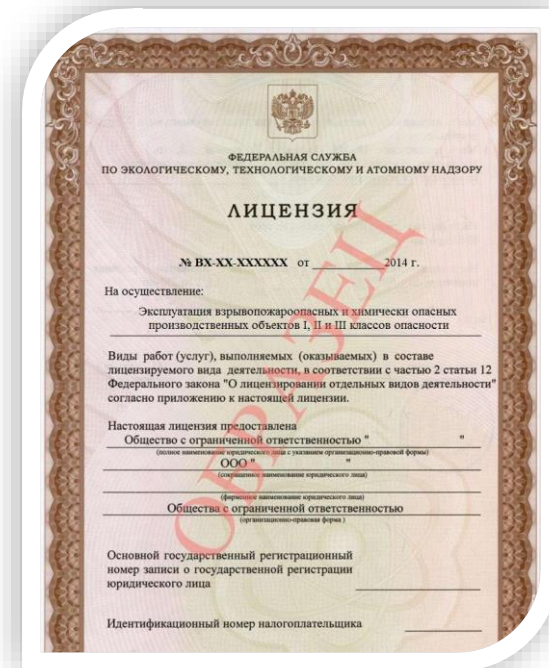 ФЕДЕРАЛЬНАЯ СЛУЖБА
ПО ЭКОЛОГИЧЕСКОМУ, ТЕХНОЛОГИЧЕСКОМУ И АТОМНОМУ НАДЗОРУ
ЛИЦЕНЗИЯ
№ ВХ-ХХ-ХХХХХХ от ____________ 2014 г.
На осуществление:
Эксплуатация взрывопожароопасных и химически опасных
производственных объектов I, II и III классов опасности
Виды работ (услуг), выполняемых (оказываемых) в составе
лицензируемого вида деятельности, в соответствии с частью 2 статьи 12
Федерального закона "О лицензировании отдельных видов деятельности"
согласно приложению к настоящей лицензии.
Настоящая лицензия предоставлена
Общество с ограниченной ответственностью " "
(полное наименование юридического лица с указанием организационно-правовой формы)
ООО " "
(сокращенное наименование юридического лица)
(фирменное наименование юридического лица)
Общества с ограниченной ответственностью
(организационно-правовая форма )
Основной государственный регистрационный
номер записи о государственной регистрации
юридического лица ____________
Идентификационный номер налогоплательщика ________
ОБРАЗЕЦ